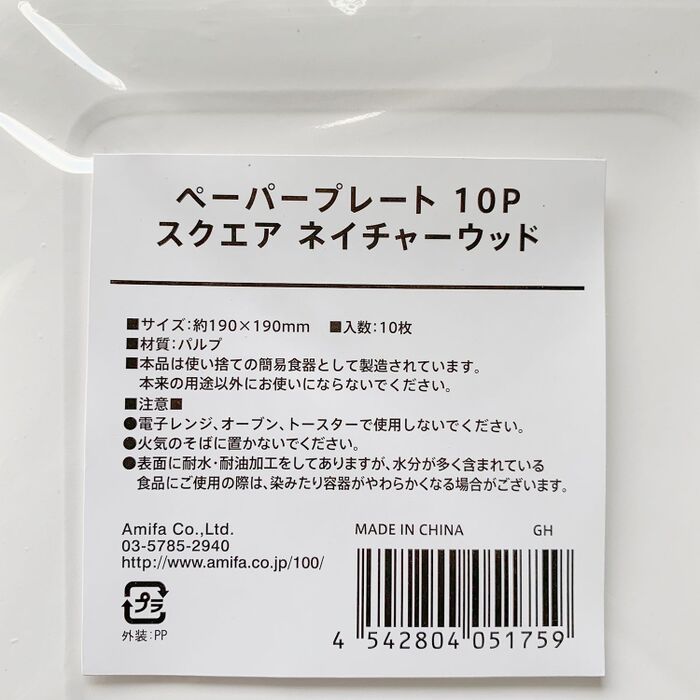 ペーパープレート 10P
スクエア ネイチャーウッド
■サイズ:約190×190mm ■入数:10枚
■材質:パルプ
■本品は使い捨ての簡易食器として製造されています。
本来の用途以外にお使いにならないでください。
■注意■
●電子レンジ、オーブン、トースターで使用しないでください。
●火気のそばに置かないでください。
●表面に耐水・耐油加工をしてありますが、水分が多く含まれている
食品にご使用の際は、染みたり容器がやわらかくなる場合がございます。
Amifa Co.,Ltd.
03-5785-2940
http://www.amifa.co.jp/100/
MADE IN CHINA GH
プラ
外装:PP
4 542804 051759